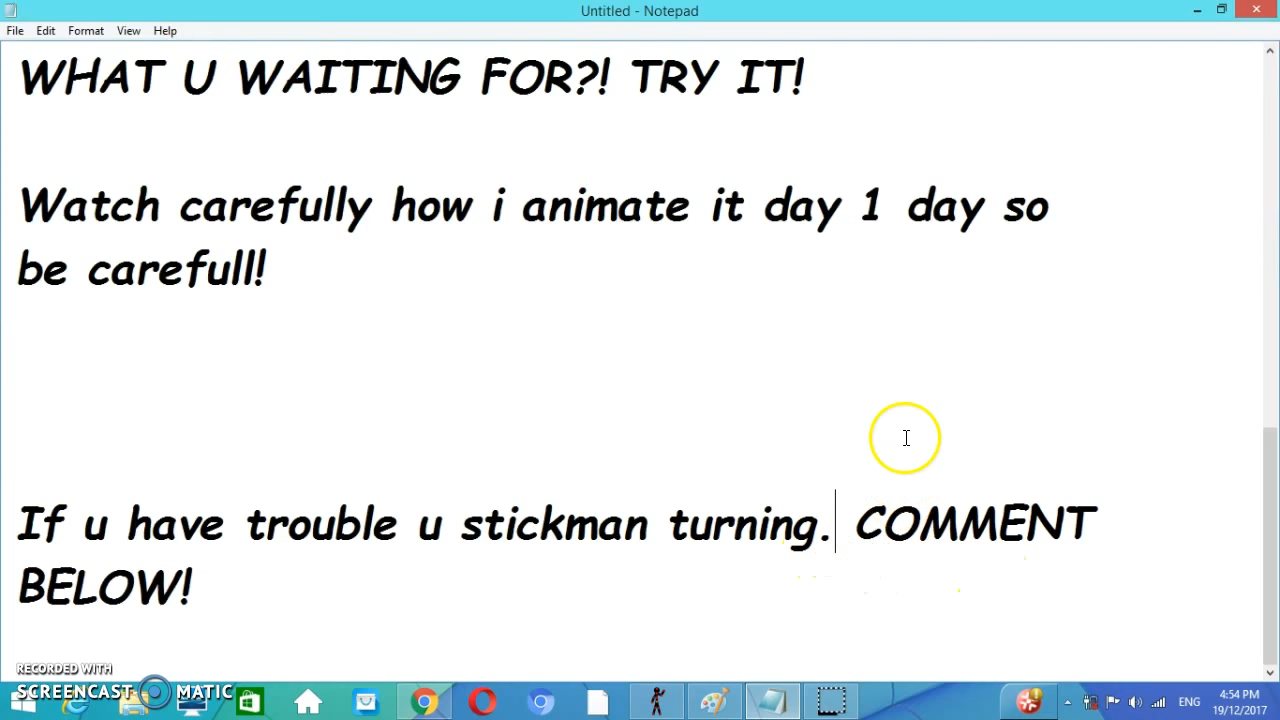 Untitled - Notepad
File Edit Format View Help
WHAT U WAITING FOR?! TRY IT!
Watch carefully how i animate it day 1 day so
be carefull!
If u have trouble u stickman turning. COMMENT
BELOW!
RECORDED WITH
SCREENCAST MATIC
ENG
4:54 PM
19/12/2017